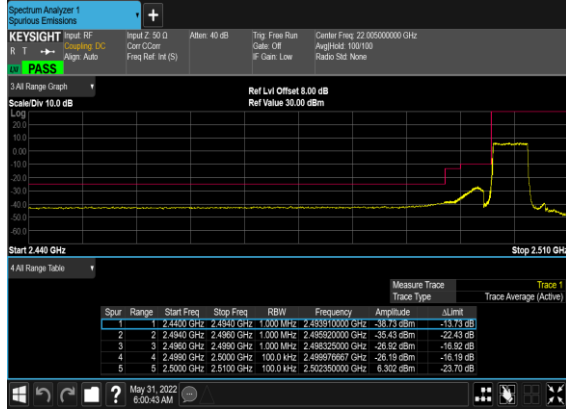 Spectrum Analyzer 1
Spurious Emissions
+
KEYSIGHT Input: RF Input Z: 50 Ω Atten: 40 dB Trig: Free Run Center Freq: 22.005000000 GHz
R T Coupling: DC Corr CCorr Gate: Off Avg|Hold: 100/100
Align: Auto Freq Ref: Int (S) IF Gain: Low Radio Std: None
PASS
3 All Range Graph
Ref Lvl Offset 8.00 dB
Scale/Div 10.0 dB Ref Value 30.00 dBm
Log
20.0
10.0
0.00
-10.0
-20.0
-30.0
-40.0
-50.0
-60.0
Start 2.440 GHz Stop 2.510 GHz
4 All Range Table
Measure Trace Trace 1
Trace Type Trace Average (Active)
Spur Range Start Freq Stop Freq RBW Frequency Amplitude ΔLimit
1 1 2.4400 GHz 2.4940 GHz 1.000 MHz 2.493910000 GHz -38.73 dBm -13.73 dB
2 2 2.4940 GHz 2.4960 GHz 1.000 MHz 2.495920000 GHz -35.43 dBm -22.43 dB
3 3 2.4960 GHz 2.4990 GHz 1.000 MHz 2.498325000 GHz -26.92 dBm -16.92 dB
4 4 2.4990 GHz 2.5000 GHz 100.0 kHz 2.499976667 GHz -26.19 dBm -16.19 dB
5 5 2.5000 GHz 2.5100 GHz 100.0 kHz 2.502350000 GHz 6.302 dBm -23.70 dB
? May 31, 2022
6:00:43 AM